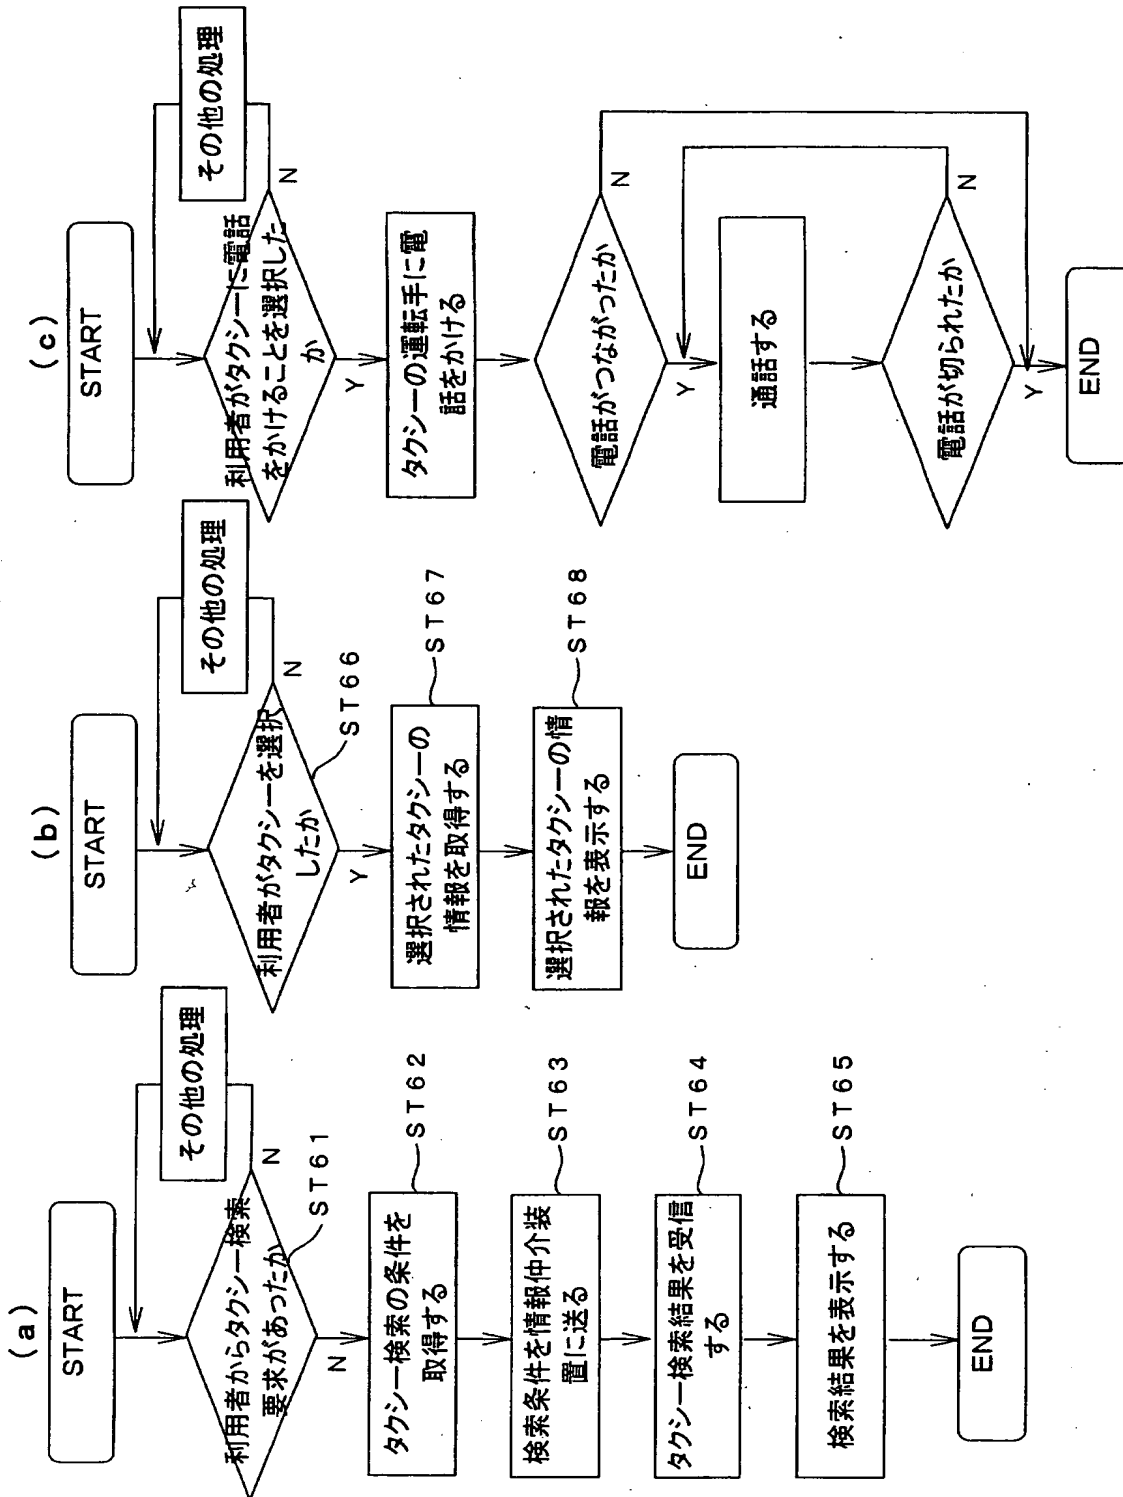 (a)
START
その他の処理
利用者からタクシー検索
要求があったか
N
ST61
N
タクシー検索の条件を
取得する
ST62
検索条件を情報仲介装
置に送る
ST63
タクシー検索結果を受信
する
ST64
検索結果を表示する
ST65
END
(b)
START
その他の処理
利用者がタクシーを選択
したか
N
ST66
Y
選択されたタクシーの
情報を取得する
ST67
選択されたタクシーの情
報を表示する
ST68
END
(c)
START
その他の処理
利用者がタクシーに電話
をかけることを選択した
か
N
Y
タクシーの運転手に電
話をかける
電話がつながったか
N
Y
通話する
電話が切られたか
N
Y
END